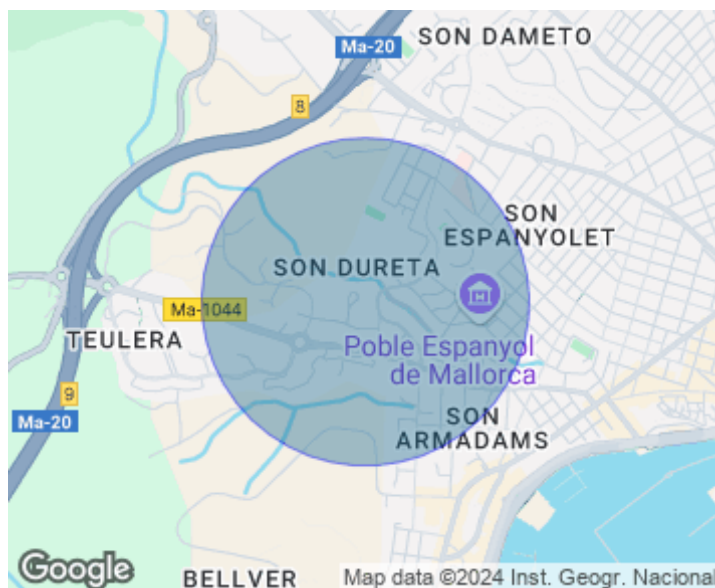 SON DAMETO
Ma-20
8
SON
ESPANYOLET
SON DURETA
Ma-1044
TEULERA
Poble Espanyol
de Mallorca
9
Ma-20
SON
ARMADAMS
Google
BELLVER
Map data ©2024 Inst. Geogr. Nacional